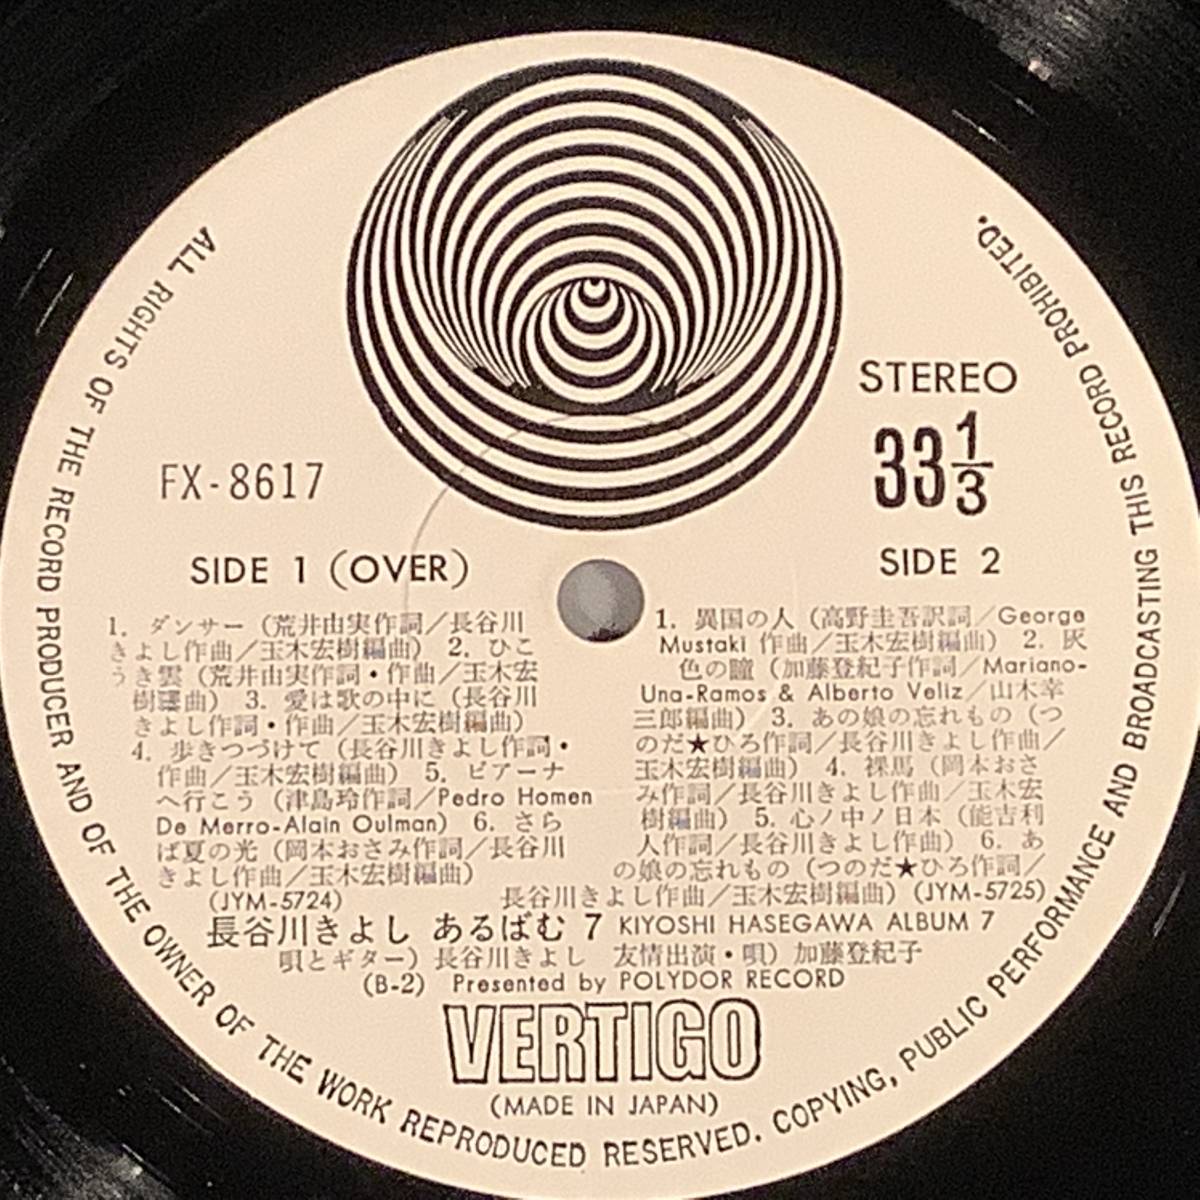 ALL RIGHTS OF THE RECORD PRODUCER AND OF THE OWNER OF THE WORK REPRODUCED RESERVED. COPYING, PUBLIC PERFORMANCE AND BROADCASTING THIS RECORD PROHIBITED.
STEREO
33 1/3
FX-8617
SIDE 1 (OVER)
1. ダンサー (荒井由実作詞/長谷川
きよし作曲/玉木宏樹編曲) 2. ひこ
うき雲 (荒井由実作詞・作曲/玉木宏
樹編曲) 3. 愛は歌の中に (長谷川
きよし作詞・作曲/玉木宏樹編曲)
4. 歩きつづけて (長谷川きよし作詞・
作曲/玉木宏樹編曲) 5. ビアーナ
へ行こう (津島玲作詞/Pedro Homen
De Merro-Alain Oulman) 6. さら
ば夏の光 (岡本おさみ作詞/長谷川
きよし作曲/玉木宏樹編曲)
(JYM-5724)
SIDE 2
1. 異国の人 (高野圭吾訳詞/George
Mustaki 作曲/玉木宏樹編曲) 2. 灰
色の瞳 (加藤登紀子作詞/Mariano-
Una-Ramos & Alberto Veliz/山木幸
三郎編曲) 3. あの娘の忘れもの (つ
のだ★ひろ作詞/長谷川きよし作曲/
玉木宏樹編曲) 4. 裸馬 (岡本おさ
み作詞/長谷川きよし作曲/玉木宏
樹編曲) 5. 心ノ中ノ日本 (能吉利
人作詞/長谷川きよし作曲) 6. あ
の娘の忘れもの (つのだ★ひろ作詞/
長谷川きよし作曲/玉木宏樹編曲) (JYM-5725)
長谷川きよし あるばむ 7 KIYOSHI HASEGAWA ALBUM 7
唄とギター) 長谷川きよし 友情出演・唄) 加藤登紀子
(B-2) Presented by POLYDOR RECORD
VERTIGO
(MADE IN JAPAN)